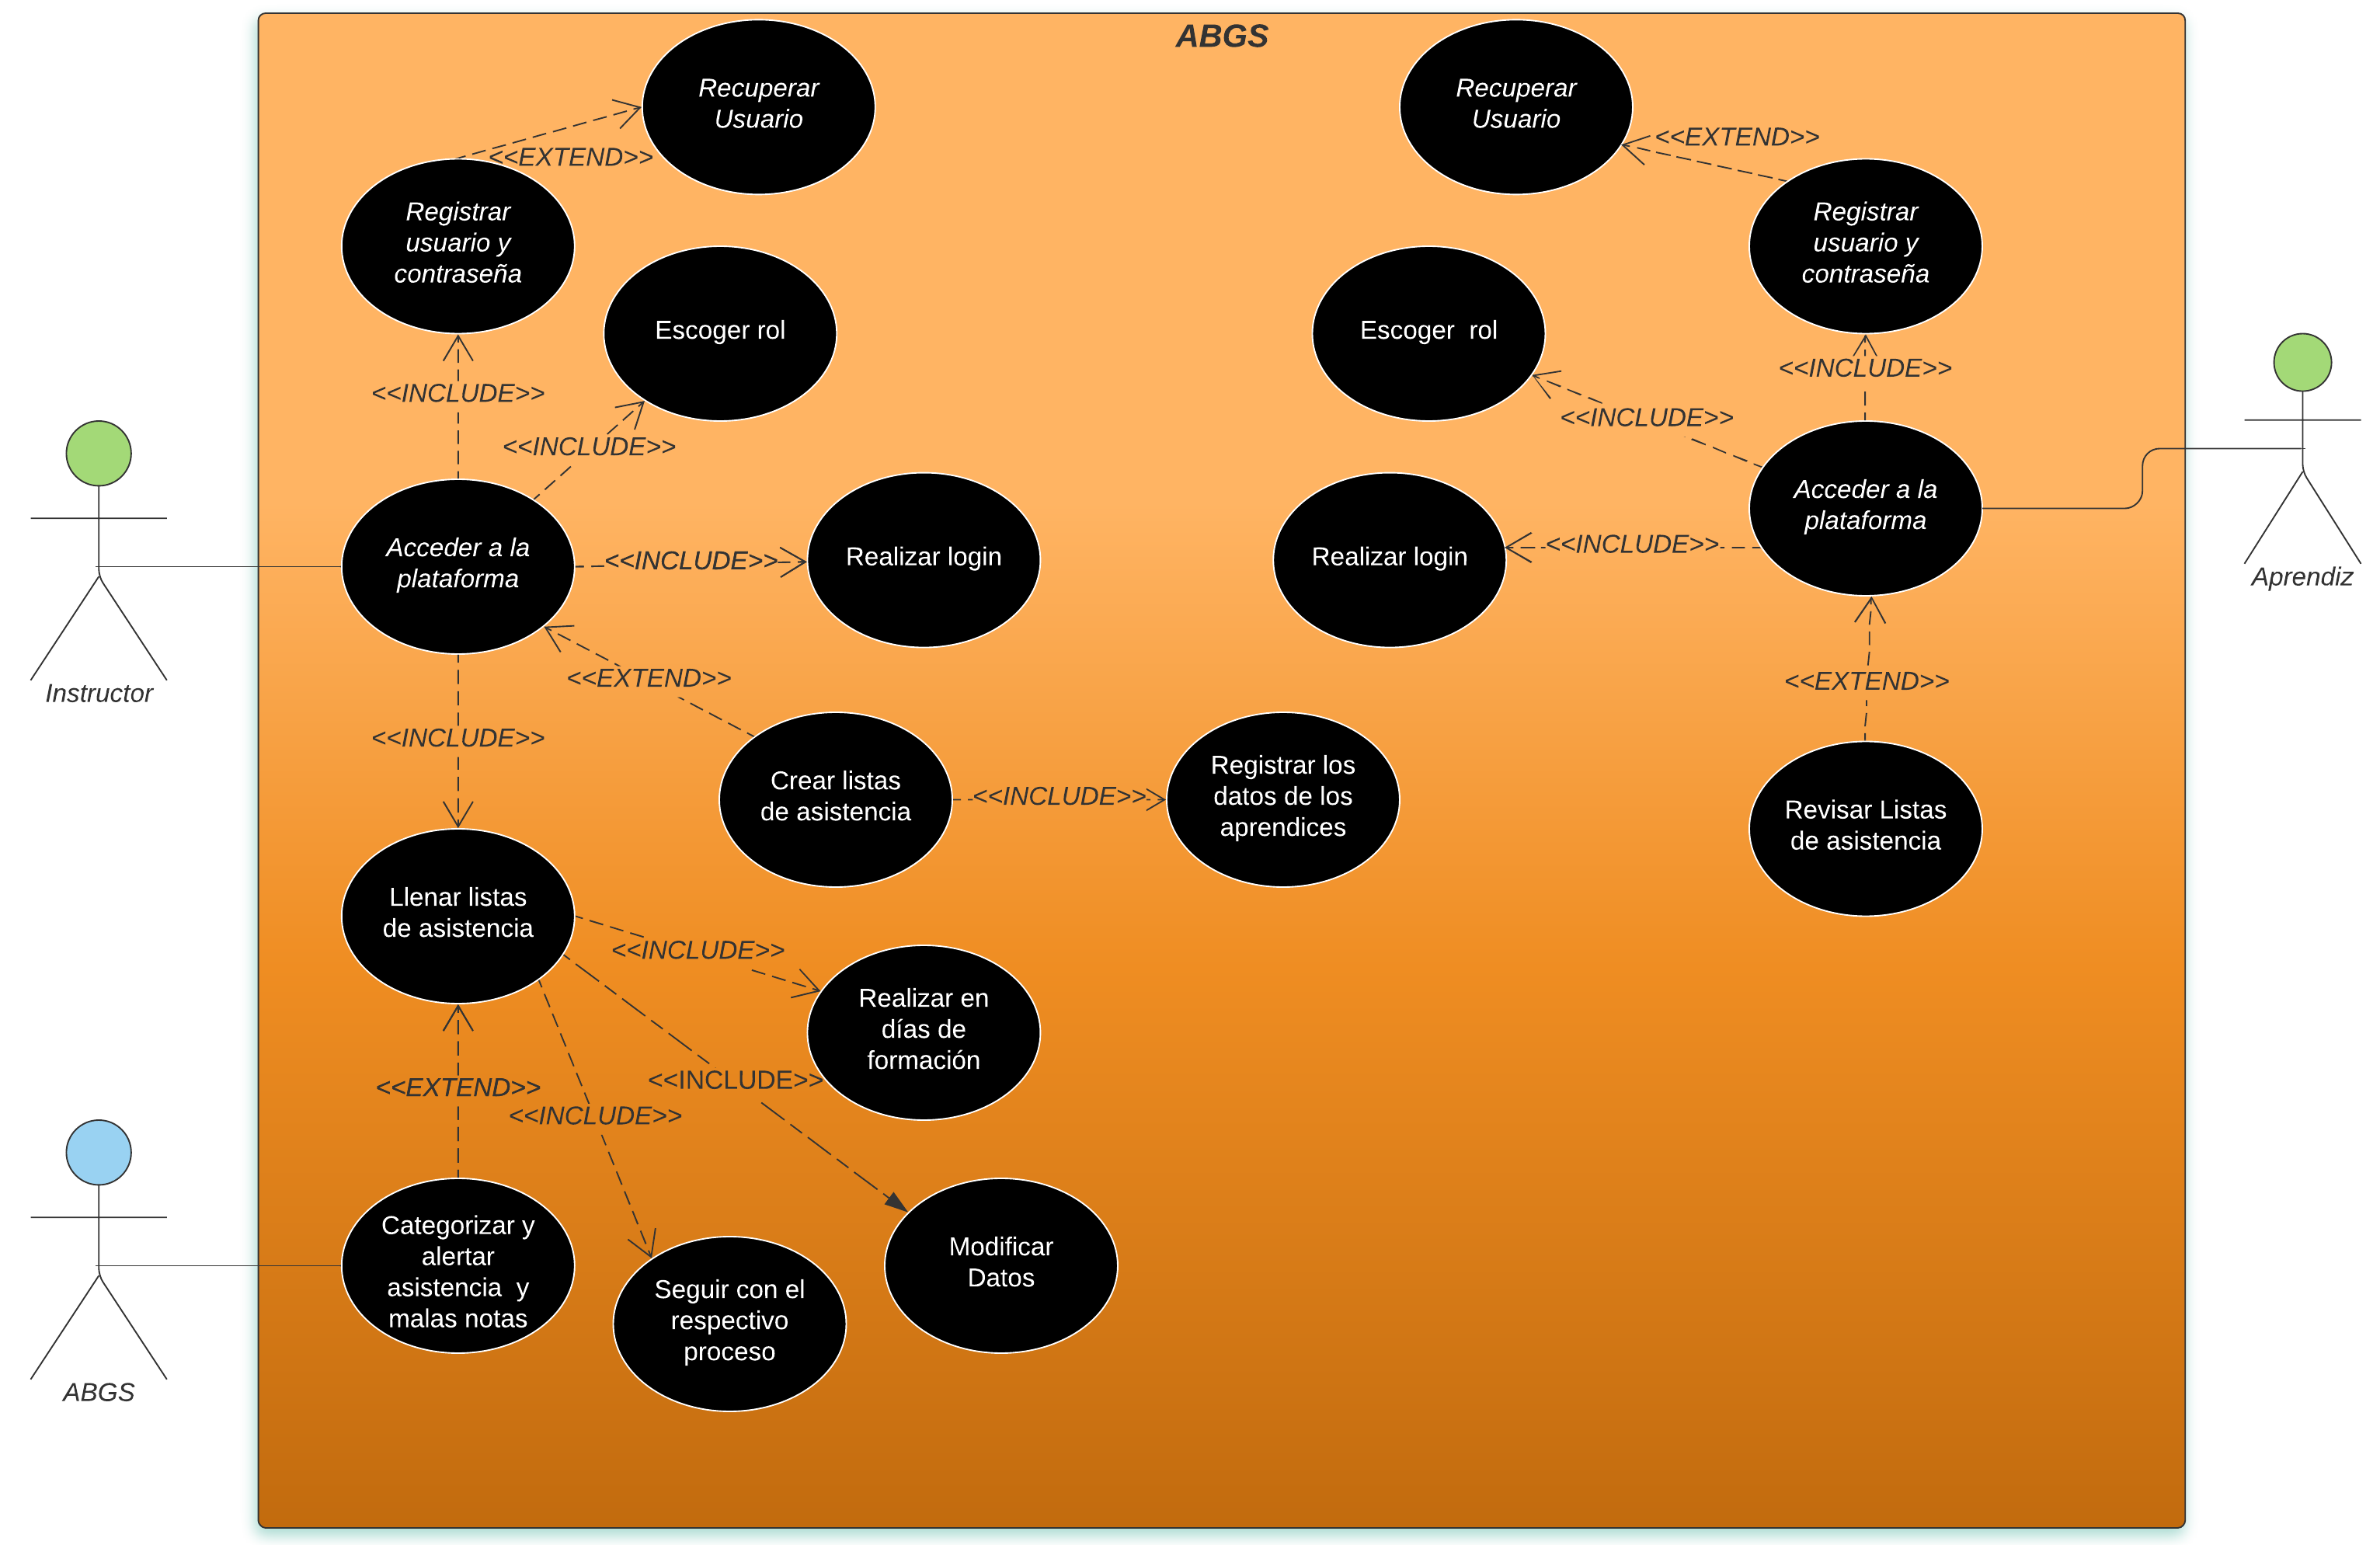 ABGS
Recuperar
Usuario
Recuperar
Usuario
<<EXTEND>>
<<EXTEND>>
Registrar
usuario y
contraseña
Registrar
usuario y
contraseña
Escoger rol
Escoger  rol
<<INCLUDE>>
<<INCLUDE>>
<<INCLUDE>>
<<INCLUDE>>
Acceder a la
plataforma
Acceder a la
plataforma
<<INCLUDE>>
Realizar login
Realizar login
<<INCLUDE>>
Instructor
Aprendiz
<<EXTEND>>
<<EXTEND>>
<<INCLUDE>>
Crear listas
de asistencia
<<INCLUDE>>
Registrar los
datos de los
aprendices
Revisar Listas
de asistencia
Llenar listas
de asistencia
<<INCLUDE>>
Realizar en
días de
formación
<<EXTEND>>
<<INCLUDE>>
<<INCLUDE>>
Categorizar y
alertar
asistencia  y
malas notas
Seguir con el
respectivo
proceso
Modificar
Datos
ABGS